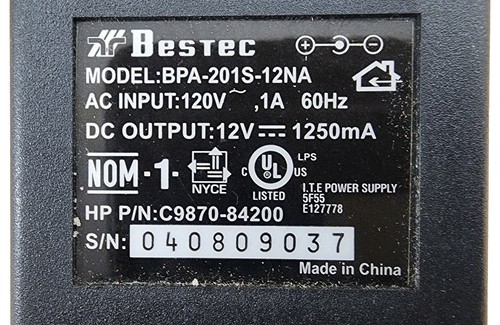 Bestec
MODEL:BPA-201S-12NA
AC INPUT:120V~ ,1A 60Hz
DC OUTPUT:12V⎓1250mA
NOM -1- NYCE c UL US LISTED LPS
I.T.E POWER SUPPLY
5F55
E127778
HP P/N:C9870-84200
S/N: 040809037
Made in China